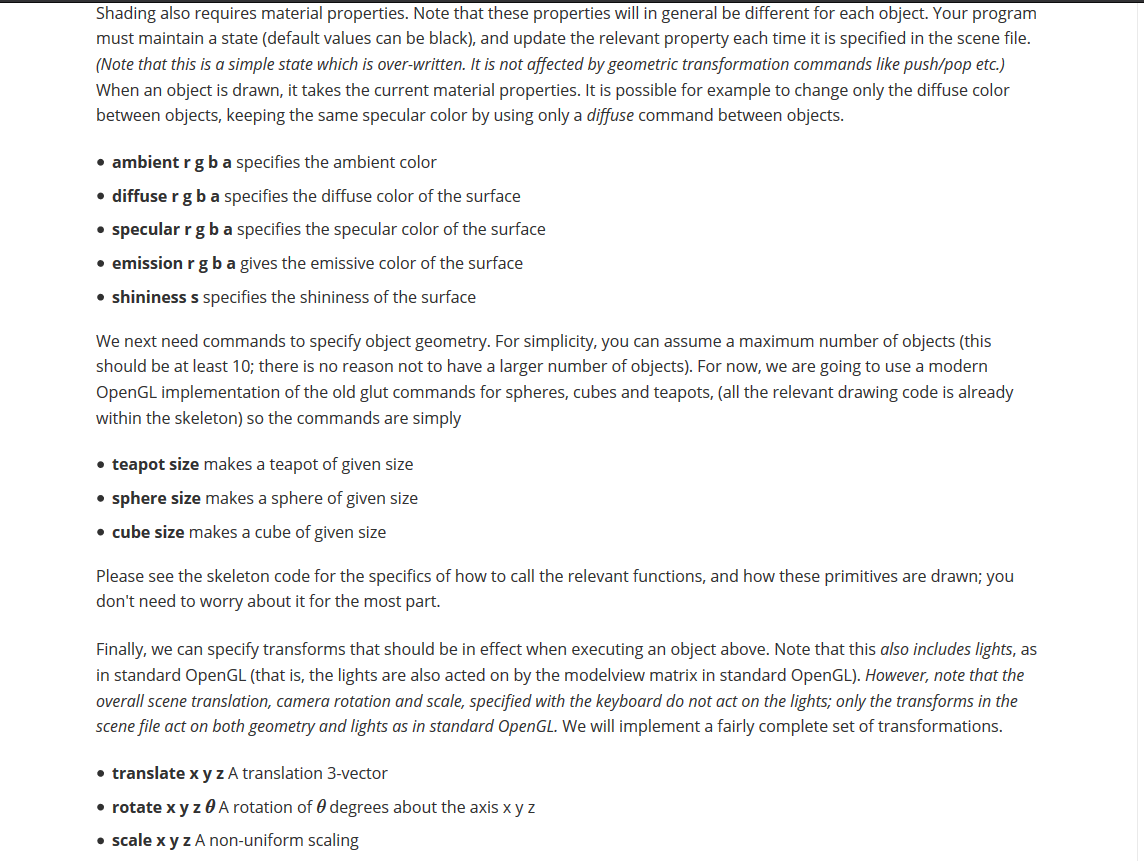 Shading also requires material properties. Note that these properties will in general be different for each object. Your program
must maintain a state (default values can be black), and update the relevant property each time it is specified in the scene file.
(Note that this is a simple state which is over-written. It is not affected by geometric transformation commands like push/pop etc.)
When an object is drawn, it takes the current material properties. It is possible for example to change only the diffuse color
between objects, keeping the same specular color by using only a diffuse command between objects.
• ambient r g b a specifies the ambient color
• diffuse r g b a specifies the diffuse color of the surface
• specular r g b a specifies the specular color of the surface
• emission r g b a gives the emissive color of the surface
• shininess s specifies the shininess of the surface
We next need commands to specify object geometry. For simplicity, you can assume a maximum number of objects (this
should be at least 10; there is no reason not to have a larger number of objects). For now, we are going to use a modern
OpenGL implementation of the old glut commands for spheres, cubes and teapots, (all the relevant drawing code is already
within the skeleton) so the commands are simply
• teapot size makes a teapot of given size
• sphere size makes a sphere of given size
• cube size makes a cube of given size
Please see the skeleton code for the specifics of how to call the relevant functions, and how these primitives are drawn; you
don't need to worry about it for the most part.
Finally, we can specify transforms that should be in effect when executing an object above. Note that this also includes lights, as
in standard OpenGL (that is, the lights are also acted on by the modelview matrix in standard OpenGL). However, note that the
overall scene translation, camera rotation and scale, specified with the keyboard do not act on the lights; only the transforms in the
scene file act on both geometry and lights as in standard OpenGL. We will implement a fairly complete set of transformations.
• translate x y z A translation 3-vector
• rotate x y z θ A rotation of θ degrees about the axis x y z
• scale x y z A non-uniform scaling